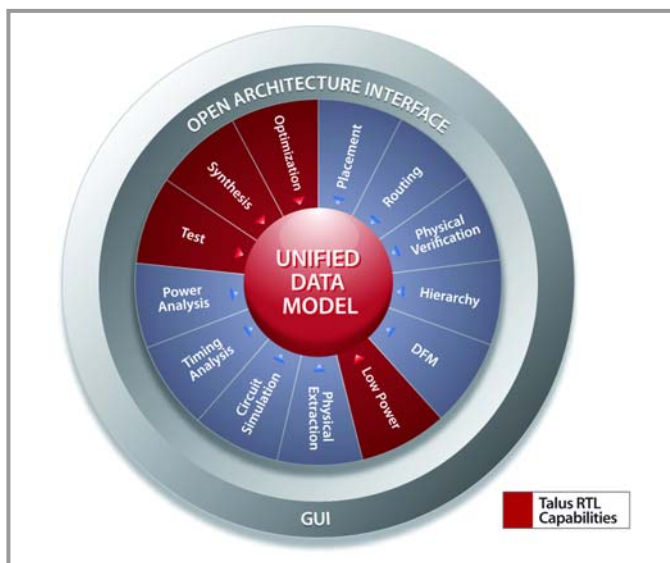 OPEN ARCHITECTURE INTERFACE
Optimization
Placement
Synthesis
Routing
Test
Physical
Verification
UNIFIED
DATA
MODEL
Power
Analysis
Hierarchy
Timing
Analysis
DFM
Circuit
Simulation
Physical
Extraction
Low Power
GUI
Talus RTL
Capabilities